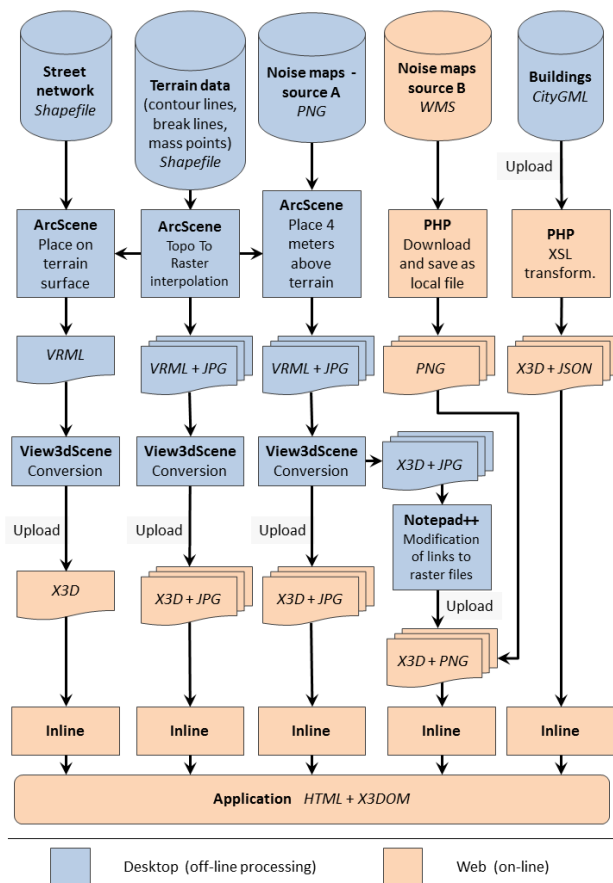 Street
network
Shapefile
Terrain data
(contour lines,
break lines,
mass points)
Shapefile
Noise maps -
source A
PNG
Noise maps
source B
WMS
Buildings
CityGML
Upload
ArcScene
Place on
terrain
surface
ArcScene
Topo To
Raster
interpolation
ArcScene
Place 4
meters
above
terrain
PHP
Download
and save as
local file
PHP
XSL
transform.
VRML
VRML + JPG
VRML + JPG
PNG
X3D + JSON
View3dScene
Conversion
View3dScene
Conversion
View3dScene
Conversion
X3D + JPG
Notepad++
Modification
of links to
raster files
Upload
Upload
Upload
Upload
X3D
X3D + JPG
X3D + JPG
X3D + PNG
Inline
Inline
Inline
Inline
Inline
Application HTML + X3DOM
Desktop (off-line processing)
Web (on-line)